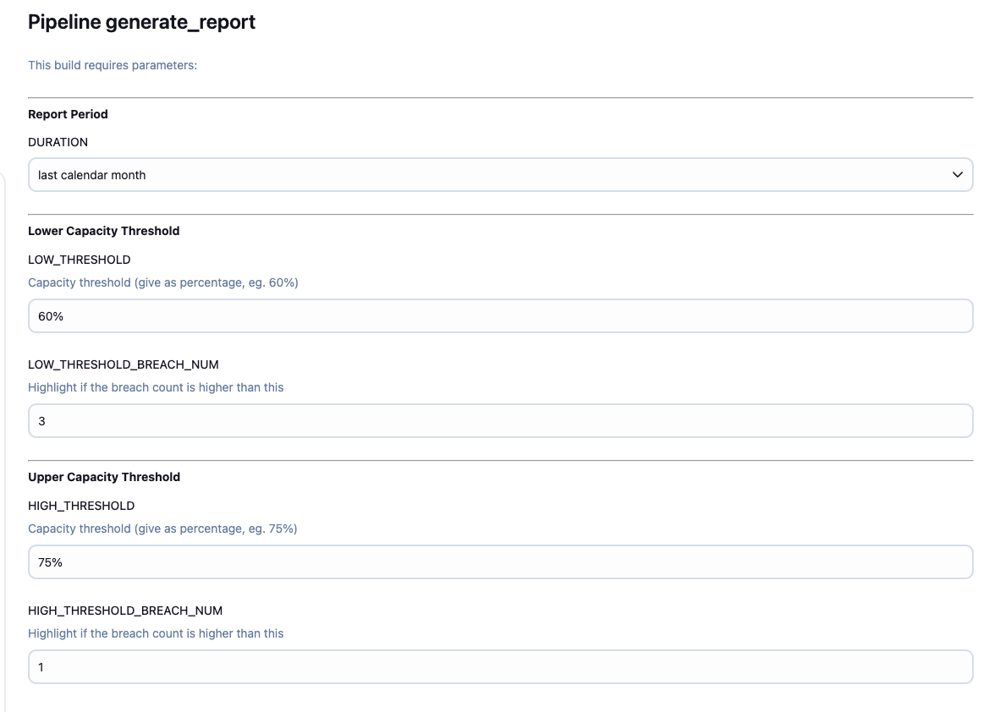 Pipeline generate_report
This build requires parameters:
Report Period
DURATION
last calendar month
Lower Capacity Threshold
LOW_THRESHOLD
Capacity threshold (give as percentage, eg. 60%)
60%
LOW_THRESHOLD_BREACH_NUM
Highlight if the breach count is higher than this
3
Upper Capacity Threshold
HIGH_THRESHOLD
Capacity threshold (give as percentage, eg. 75%)
75%
HIGH_THRESHOLD_BREACH_NUM
Highlight if the breach count is higher than this
1